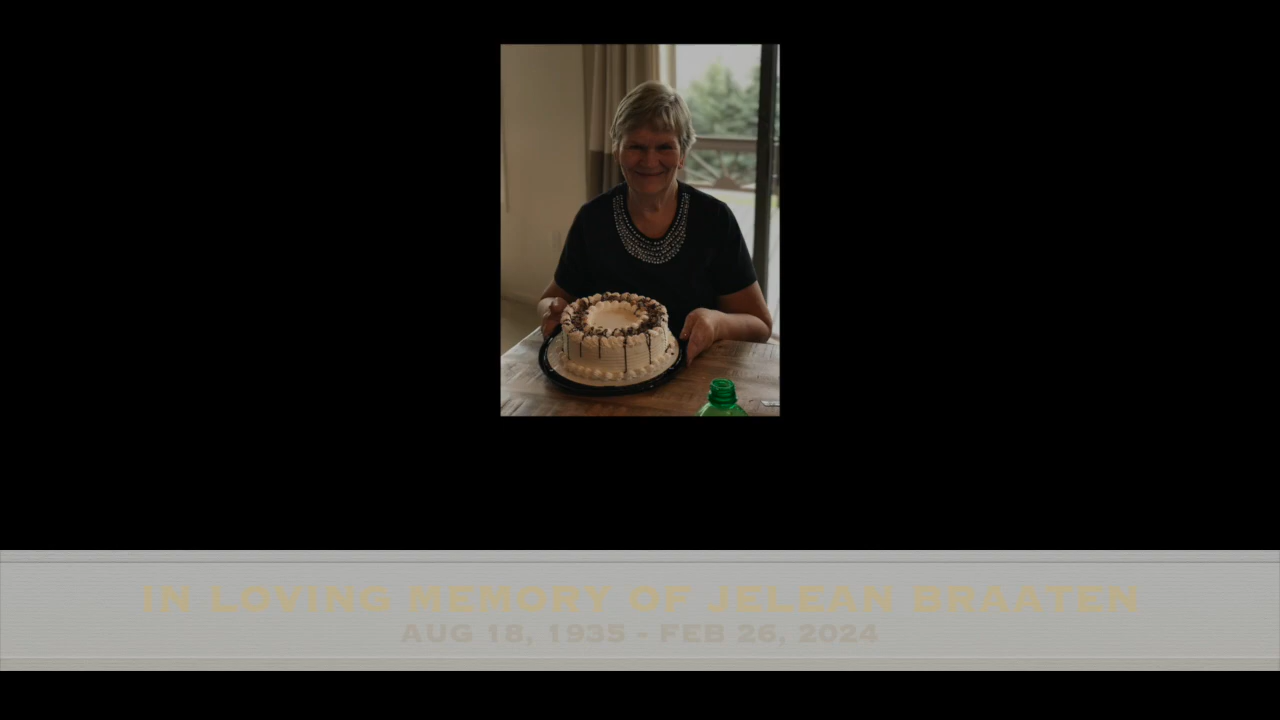 IN LOVING MEMORY OF JELEAN BRAATEN
AUG 18, 1935 - FEB 26, 2024